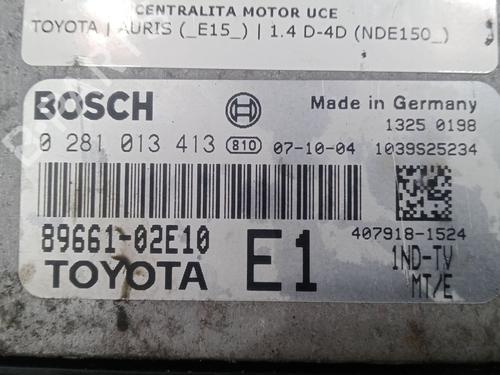 CENTRALITA MOTOR UCE
TOYOTA | AURIS (_E15_) | 1.4 D-4D (NDE150_)
BOSCH
Made in Germany
1325 0198
0 281 013 413 810 07-10-04 1039S25234
89661-02E10
407918-1524
TOYOTA
E1
1ND-TV
MT/E